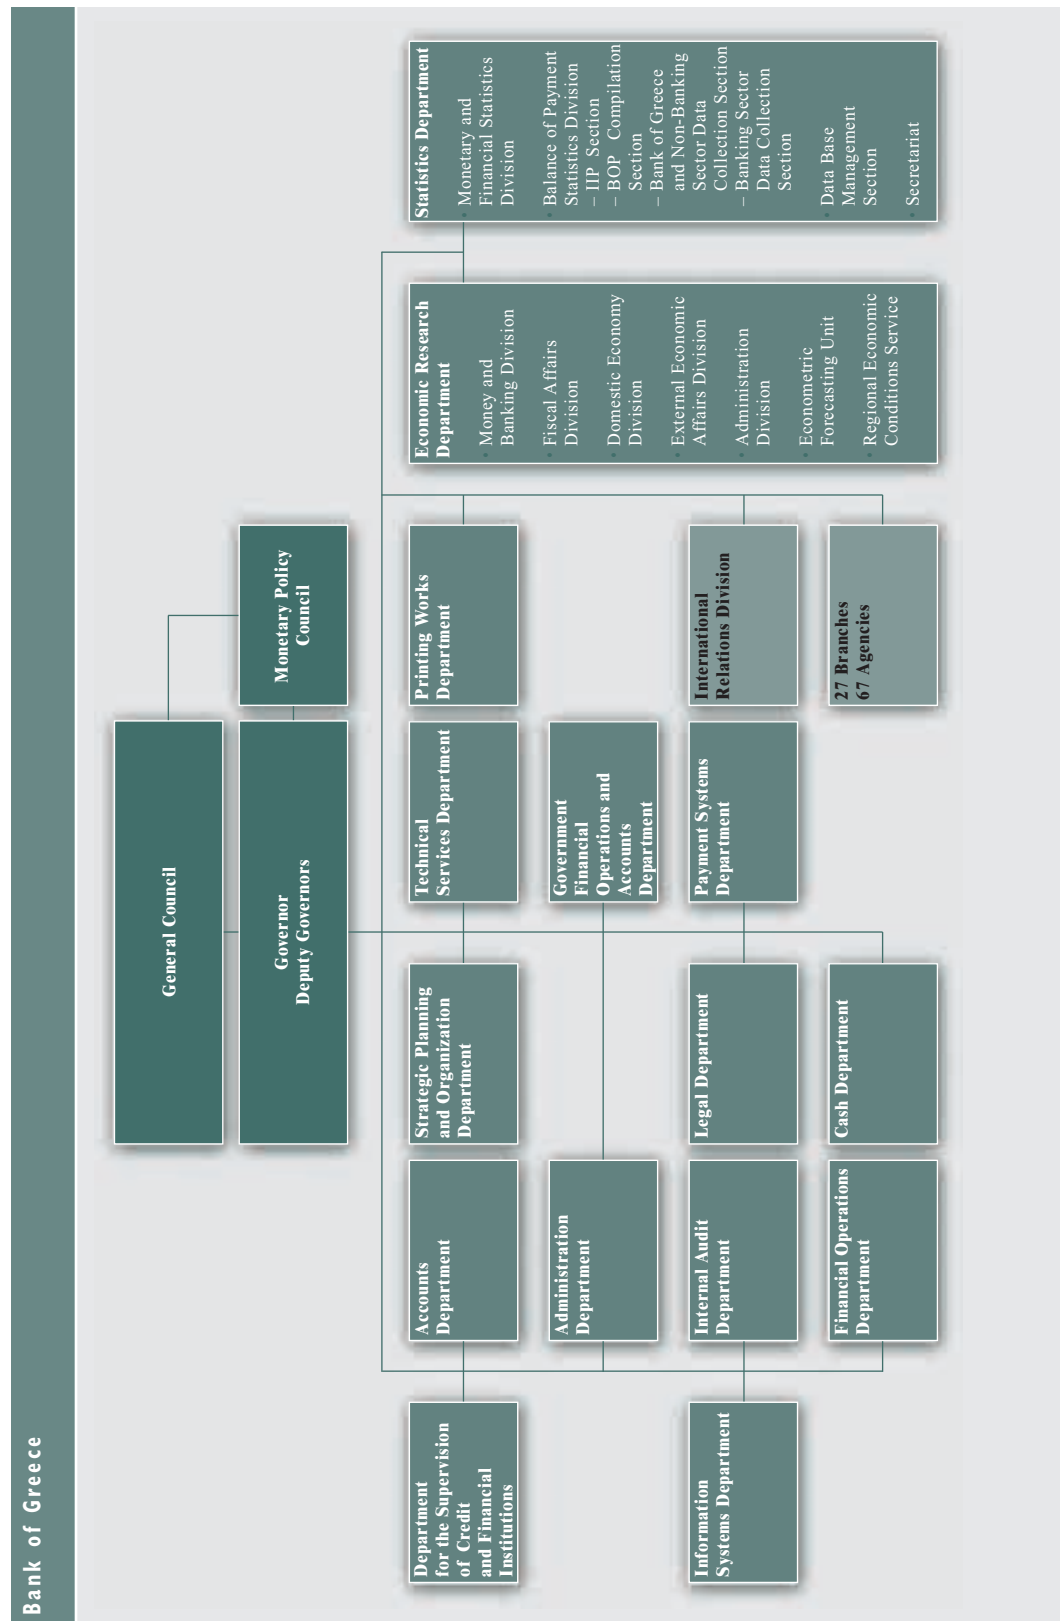 Bank of Greece
General Council
Governor
Deputy Governors
Monetary Policy
Council
Department
for the Supervision
of Credit
and Financial
Institutions
Accounts
Department
Strategic Planning
and Organization
Department
Technical
Services Department
Printing Works
Department
Economic Research
Department
• Money and
Banking Division
• Fiscal Affairs
Division
• Domestic Economy
Division
• External Economic
Affairs Division
• Administration
Division
• Econometric
Forecasting Unit
• Regional Economic
Conditions Service
Statistics Department
• Monetary and
Financial Statistics
Division
• Balance of Payment
Statistics Division
– IIP Section
– BOP Compilation
Section
– Bank of Greece
and Non-Banking
Sector Data
Collection Section
– Banking Sector
Data Collection
Section
• Data Base
Management
Section
• Secretariat
Administration
Department
Government
Financial
Operations and
Accounts
Department
Information
Systems Department
Internal Audit
Department
Legal Department
Payment Systems
Department
International
Relations Division
Financial Operations
Department
Cash Department
27 Branches
67 Agencies